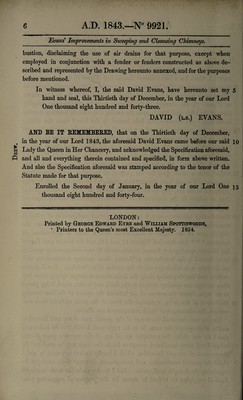 6 A.D. 1843.—N° 9921.
Evans' Improvements in Sweeping and Cleansing Chimneys.
bustion, disclaiming the use of air drains for that purpose, except when
employed in conjunction with a fender or fenders constructed as above de-
scribed and represented by the Drawing hereunto annexed, and for the purposes
before mentioned.
In witness whereof, I, the said David Evans, have hereunto set my 5
hand and seal, this Thirtieth day of December, in the year of our Lord
One thousand eight hundred and forty-three.
DAVID (L.S.) EVANS.
AND BE IT REMEMBERED, that on the Thirtieth day of December,
in the year of our Lord 1843, the aforesaid David Evans came before our said 10
Lady the Queen in Her Chancery, and acknowledged the Specification aforesaid,
and all and everything therein contained and specified, in form above written.
And also the Specification aforesaid was stamped according to the tenor of the
Statute made for that purpose.
Enrolled the Second day of January, in the year of our Lord One 15
thousand eight hundred and forty-four.
LONDON:
Printed by GEORGE EDWARD EYRE and WILLIAM SPOTTISWOODE,
Printers to the Queen's most Excellent Majesty. 1854.